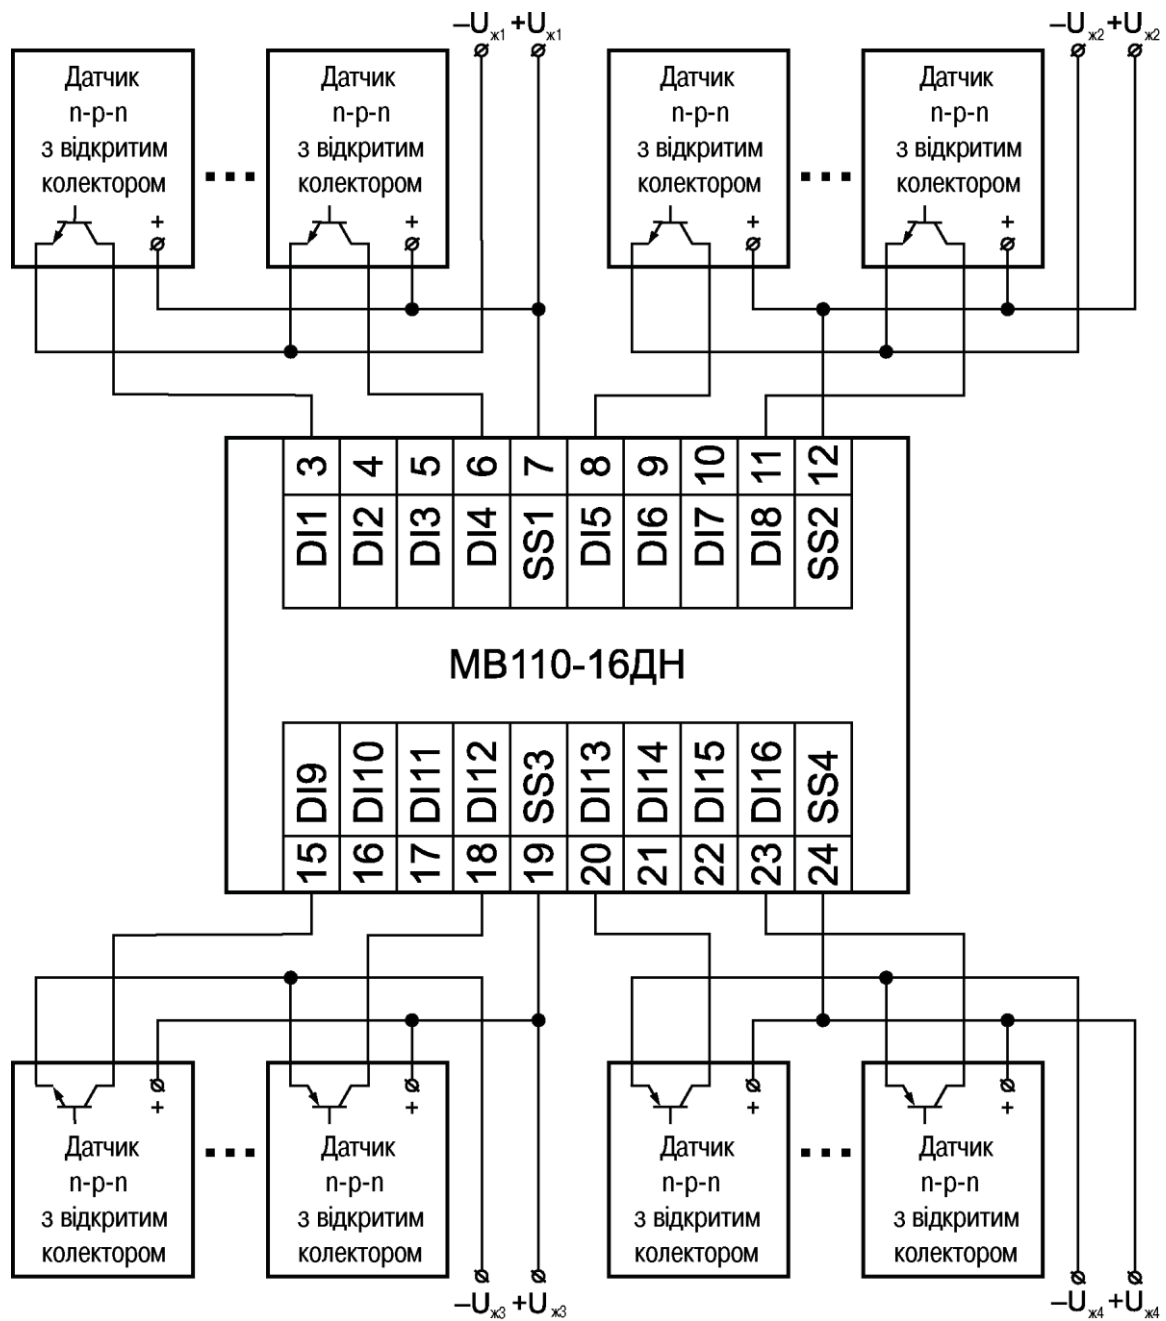 –Uж1 +Uж1
–Uж2 +Uж2
Датчик
n-p-n
з відкритим
колектором
+
Датчик
n-p-n
з відкритим
колектором
+
Датчик
n-p-n
з відкритим
колектором
+
Датчик
n-p-n
з відкритим
колектором
+
3 4 5 6 7 8 9 10 11 12
DI1 DI2 DI3 DI4 SS1 DI5 DI6 DI7 DI8 SS2
МВ110-16ДН
DI9 DI10 DI11 DI12 SS3 DI13 DI14 DI15 DI16 SS4
15 16 17 18 19 20 21 22 23 24
+
Датчик
n-p-n
з відкритим
колектором
+
Датчик
n-p-n
з відкритим
колектором
+
Датчик
n-p-n
з відкритим
колектором
+
Датчик
n-p-n
з відкритим
колектором
–Uж3 +Uж3
–Uж4 +Uж4